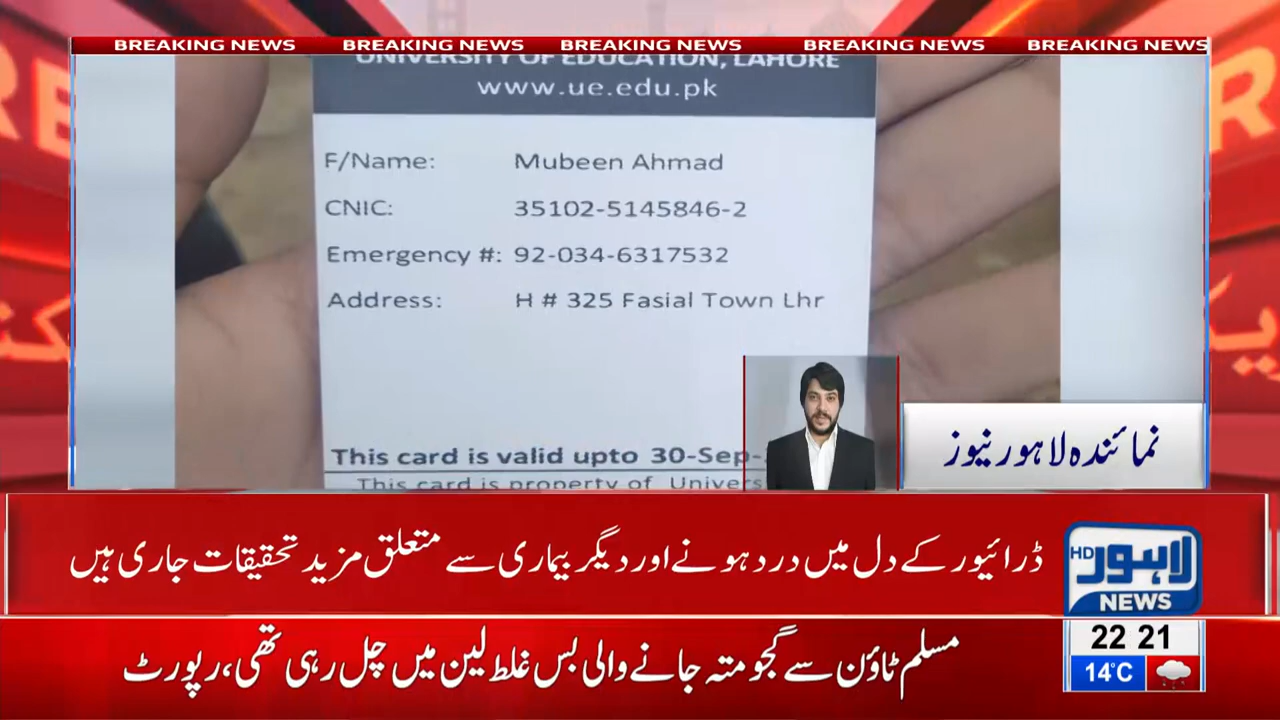 BREAKING NEWS BREAKING NEWS BREAKING NEWS BREAKING NEWS BREAKING NEWS
UNIVERSITY OF EDUCATION, LAHORE
www.ue.edu.pk
F/Name: Mubeen Ahmad
CNIC: 35102-5145846-2
Emergency #: 92-034-6317532
Address: H # 325 Fasial Town Lhr
This card is valid upto 30-Sep-
This card is property of Univers
نمائندہ لاہور نیوز
ڈرائیور کے دل میں درد ہونے اور دیگر بیماری سے متعلق مزید تحقیقات جاری ہیں
لاہور HD
NEWS
مسلم ٹاؤن سے گجومتہ جانے والی بس غلط لین میں چل رہی تھی، رپورٹ
22 21
14°C